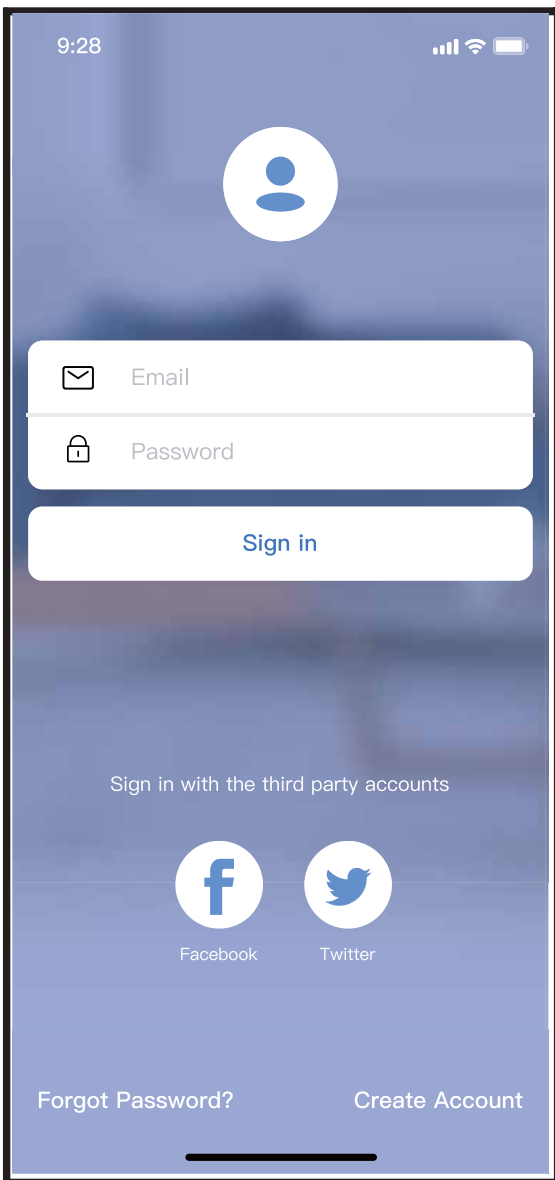 9:28
Email
Password
Sign in
Sign in with the third party accounts
Facebook Twitter
Forgot Password? Create Account